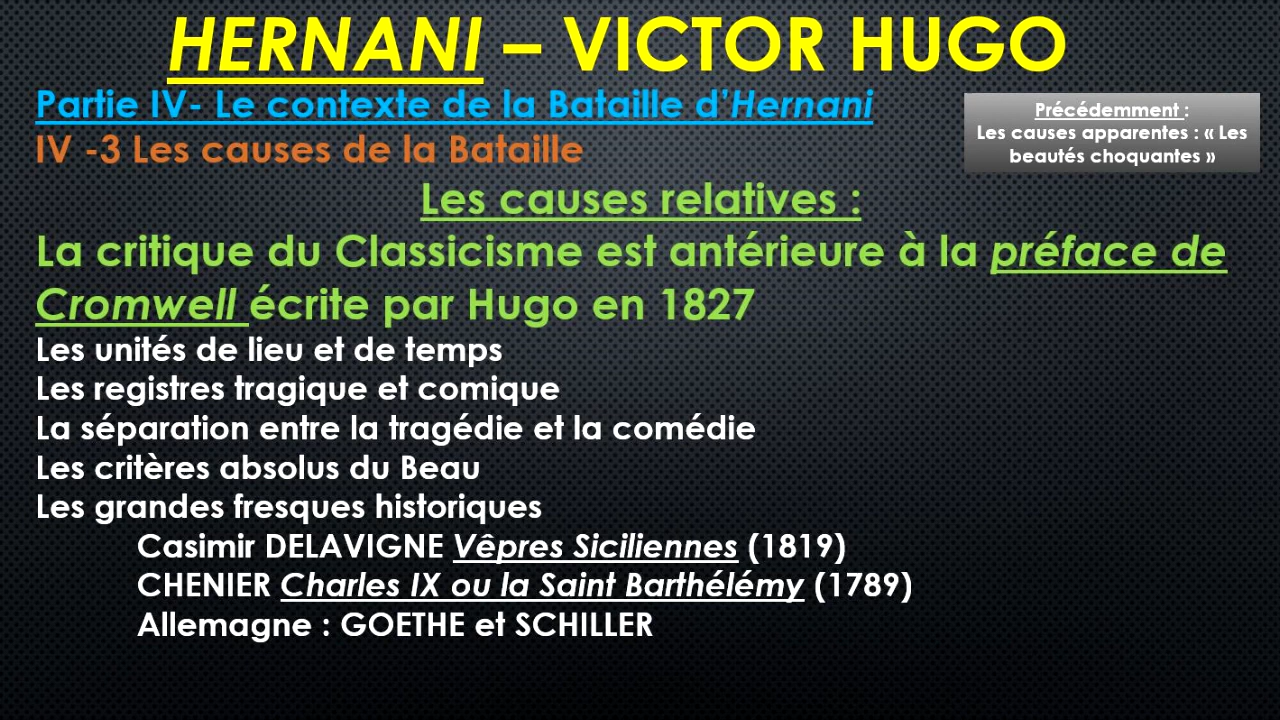 HERNANI – VICTOR HUGO
Partie IV- Le contexte de la Bataille d’Hernani
IV -3 Les causes de la Bataille
Précédemment :
Les causes apparentes : « Les
beautés choquantes »
Les causes relatives :
La critique du Classicisme est antérieure à la préface de
Cromwell écrite par Hugo en 1827
Les unités de lieu et de temps
Les registres tragique et comique
La séparation entre la tragédie et la comédie
Les critères absolus du Beau
Les grandes fresques historiques
Casimir DELAVIGNE Vêpres Siciliennes (1819)
CHENIER Charles IX ou la Saint Barthélémy (1789)
Allemagne : GOETHE et SCHILLER